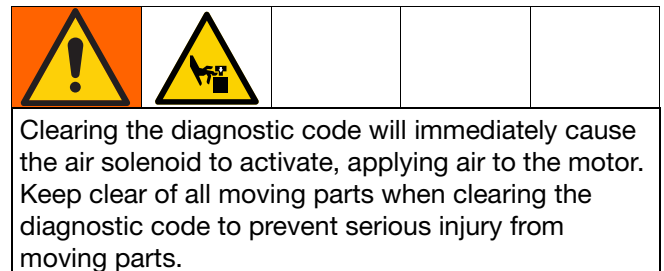 Clearing the diagnostic code will immediately cause
the air solenoid to activate, applying air to the motor.
Keep clear of all moving parts when clearing the
diagnostic code to prevent serious injury from
moving parts.